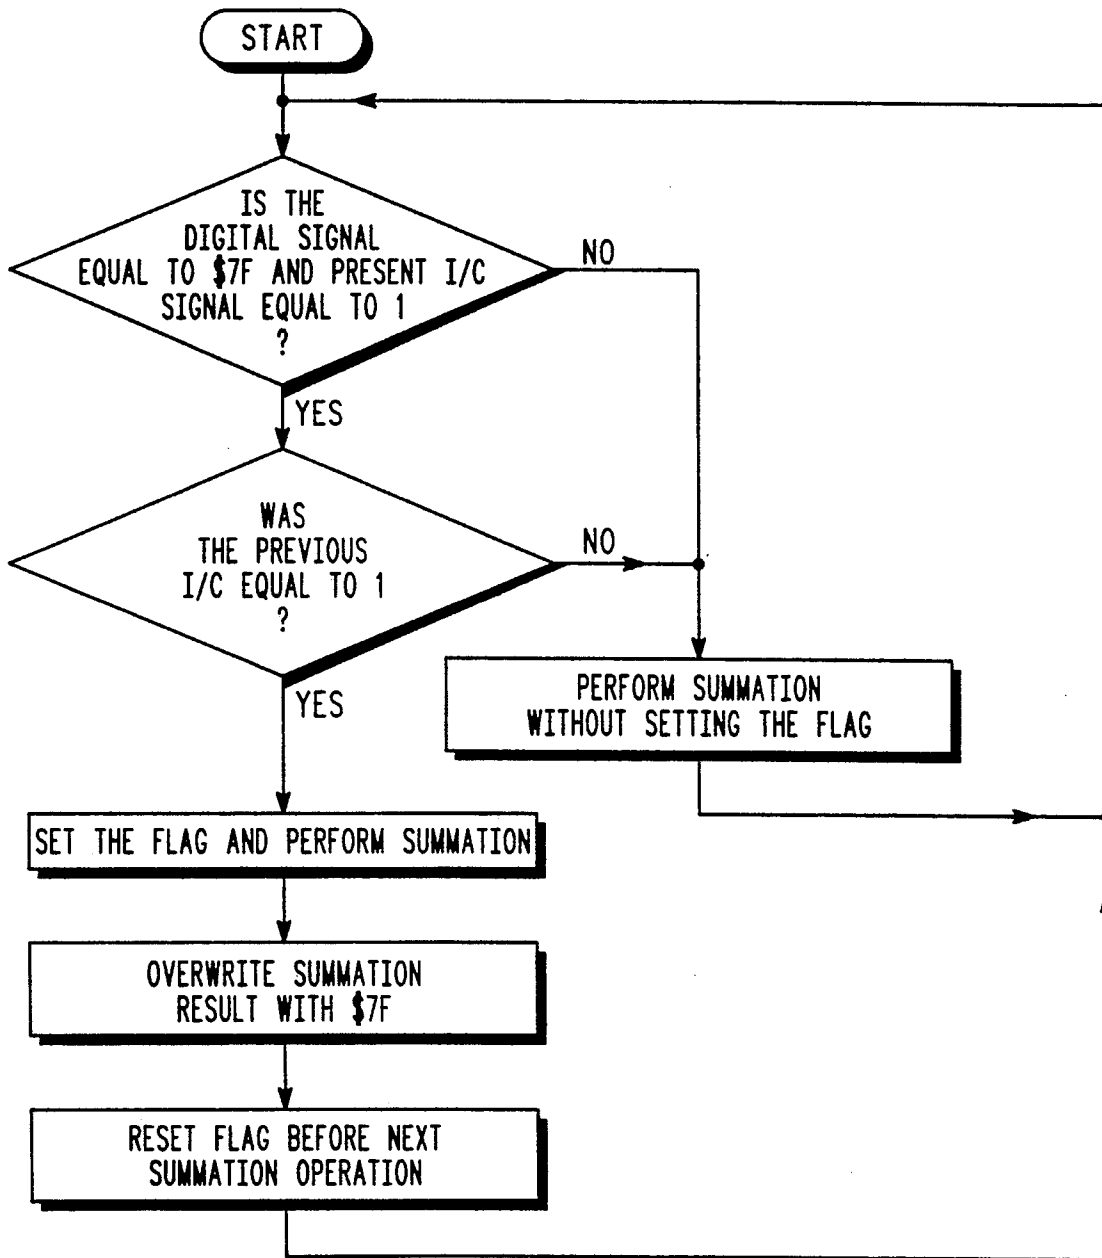 START
IS THE
DIGITAL SIGNAL
EQUAL TO $7F AND PRESENT I/C
SIGNAL EQUAL TO 1
?
NO
YES
WAS
THE PREVIOUS
I/C EQUAL TO 1
?
NO
YES
PERFORM SUMMATION
WITHOUT SETTING THE FLAG
SET THE FLAG AND PERFORM SUMMATION
OVERWRITE SUMMATION
RESULT WITH $7F
RESET FLAG BEFORE NEXT
SUMMATION OPERATION